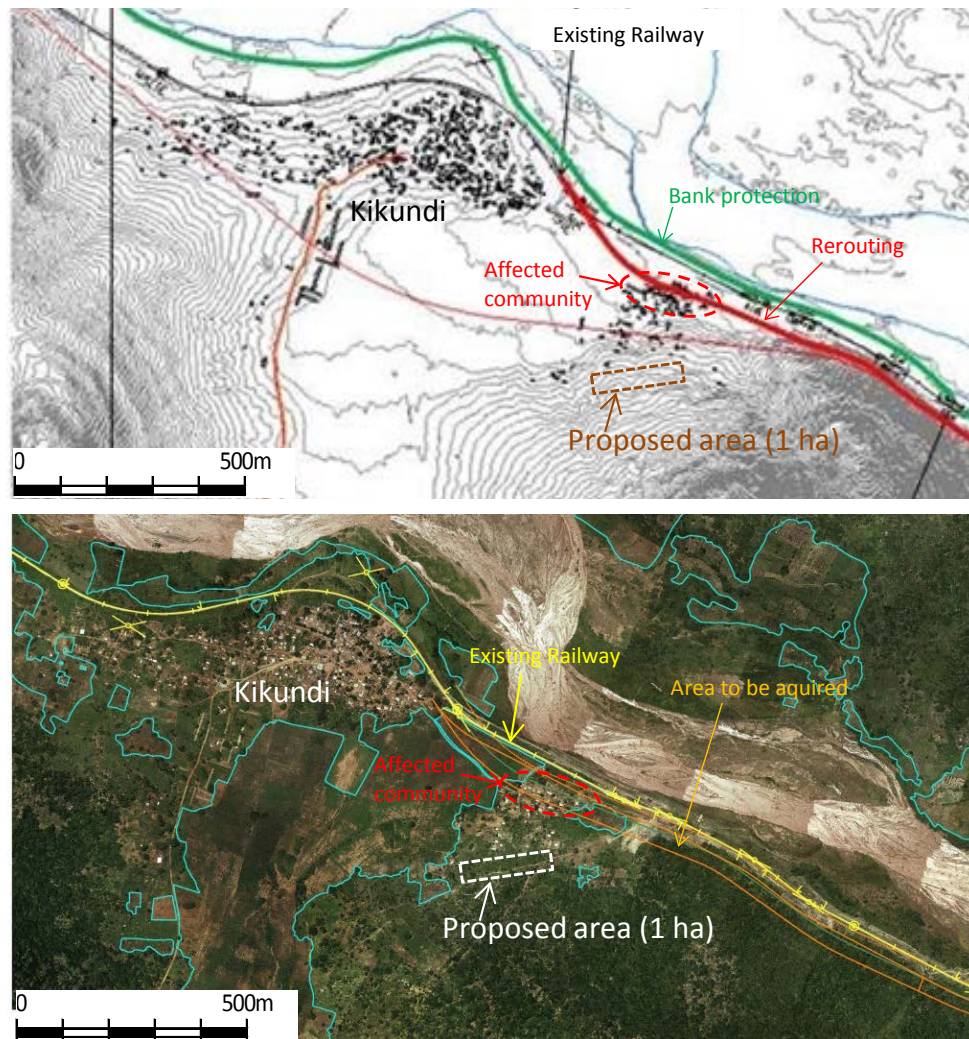 Existing Railway
Bank protection
Kikundi
Rerouting
Affected
community
Proposed area (1 ha)
0
500m
Existing Railway
Kikundi
Area to be aquired
Affected
community
Proposed area (1 ha)
0
500m